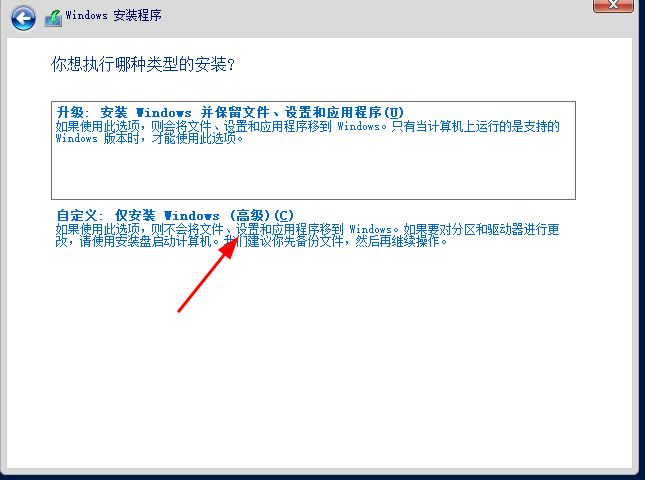 Windows 安装程序
你想执行哪种类型的安装?
升级: 安装 Windows 并保留文件、设置和应用程序(U)
如果使用此选项，则会将文件、设置和应用程序移到 Windows。只有当计算机上运行的是支持的
Windows 版本时，才能使用此选项。
自定义: 仅安装 Windows (高级)(C)
如果使用此选项，则不会将文件、设置和应用程序移到 Windows。如果要对分区和驱动器进行更
改，请使用安装盘启动计算机。我们建议你先备份文件，然后再继续操作。